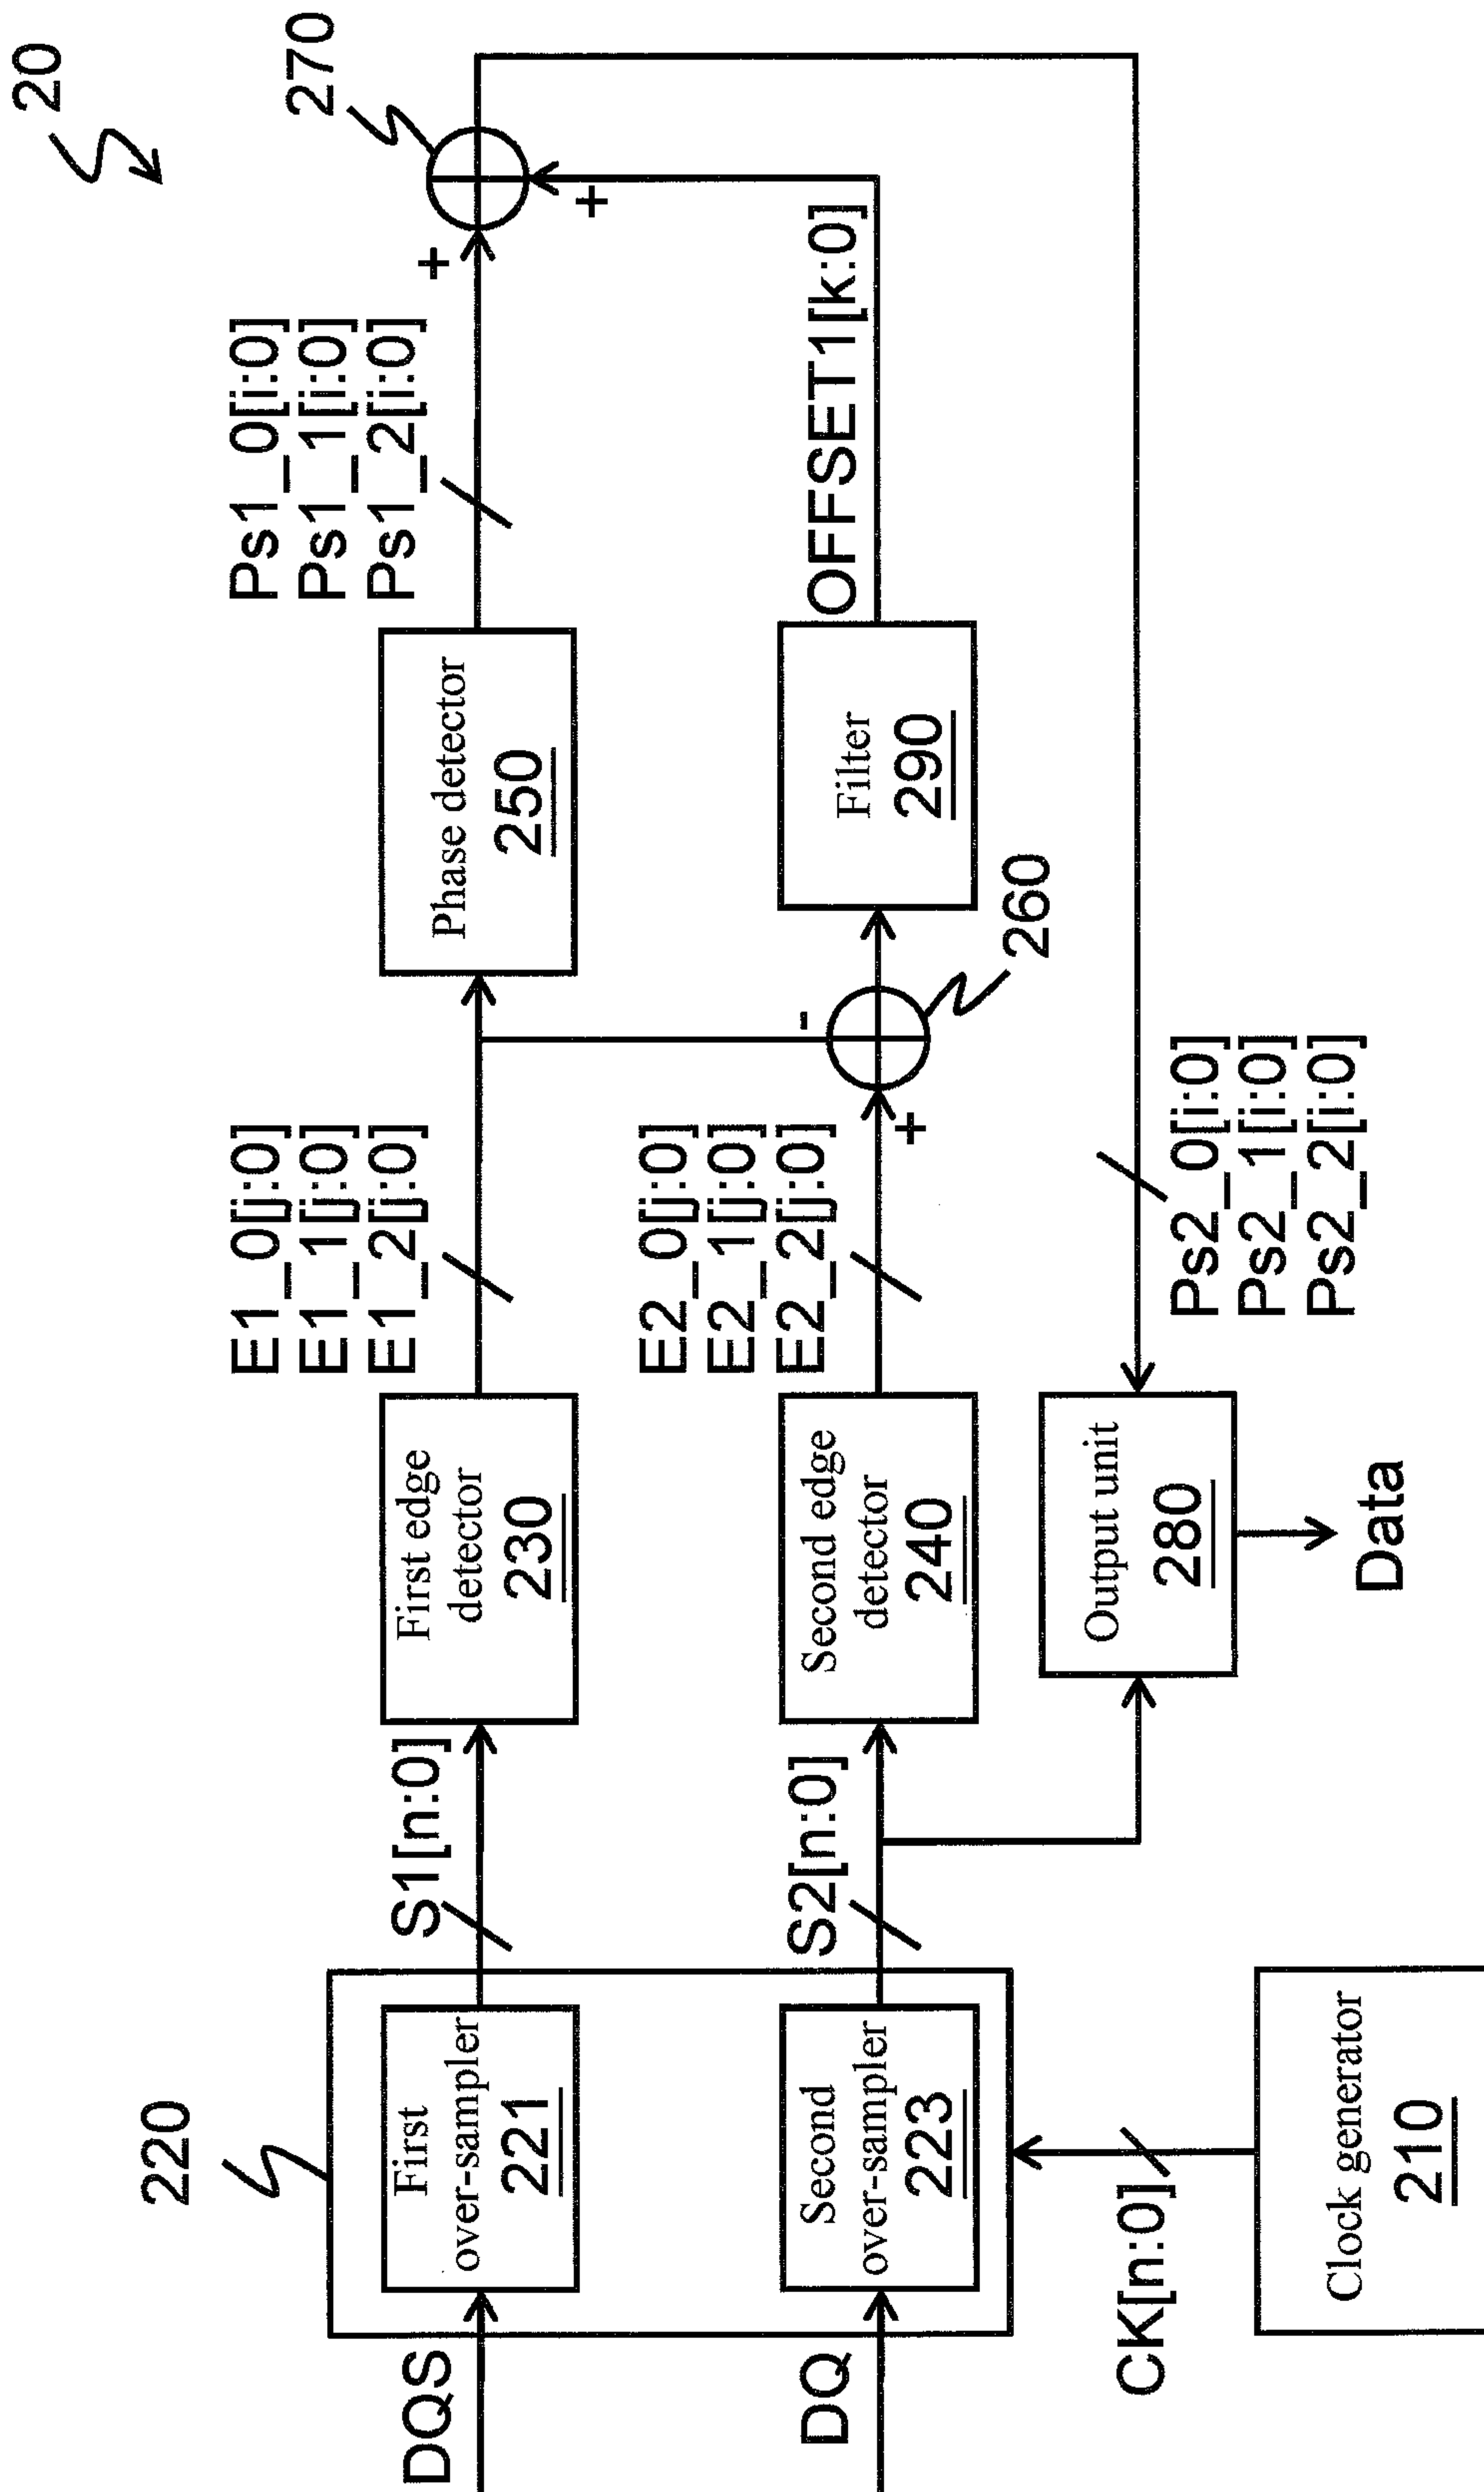 20
270
220
DQS
First
over-sampler
221
S1[n:0]
First edge
detector
230
E1_0[j:0]
E1_1[j:0]
E1_2[j:0]
Phase detector
250
Ps1_0[i:0]
Ps1_1[i:0]
Ps1_2[i:0]
+
+
DQ
Second
over-sampler
223
S2[n:0]
Second edge
detector
240
E2_0[j:0]
E2_1[j:0]
E2_2[j:0]
+
-
260
Filter
290
OFFSET1[k:0]
Output unit
280
Data
Ps2_0[i:0]
Ps2_1[i:0]
Ps2_2[i:0]
CK[n:0]
Clock generator
210